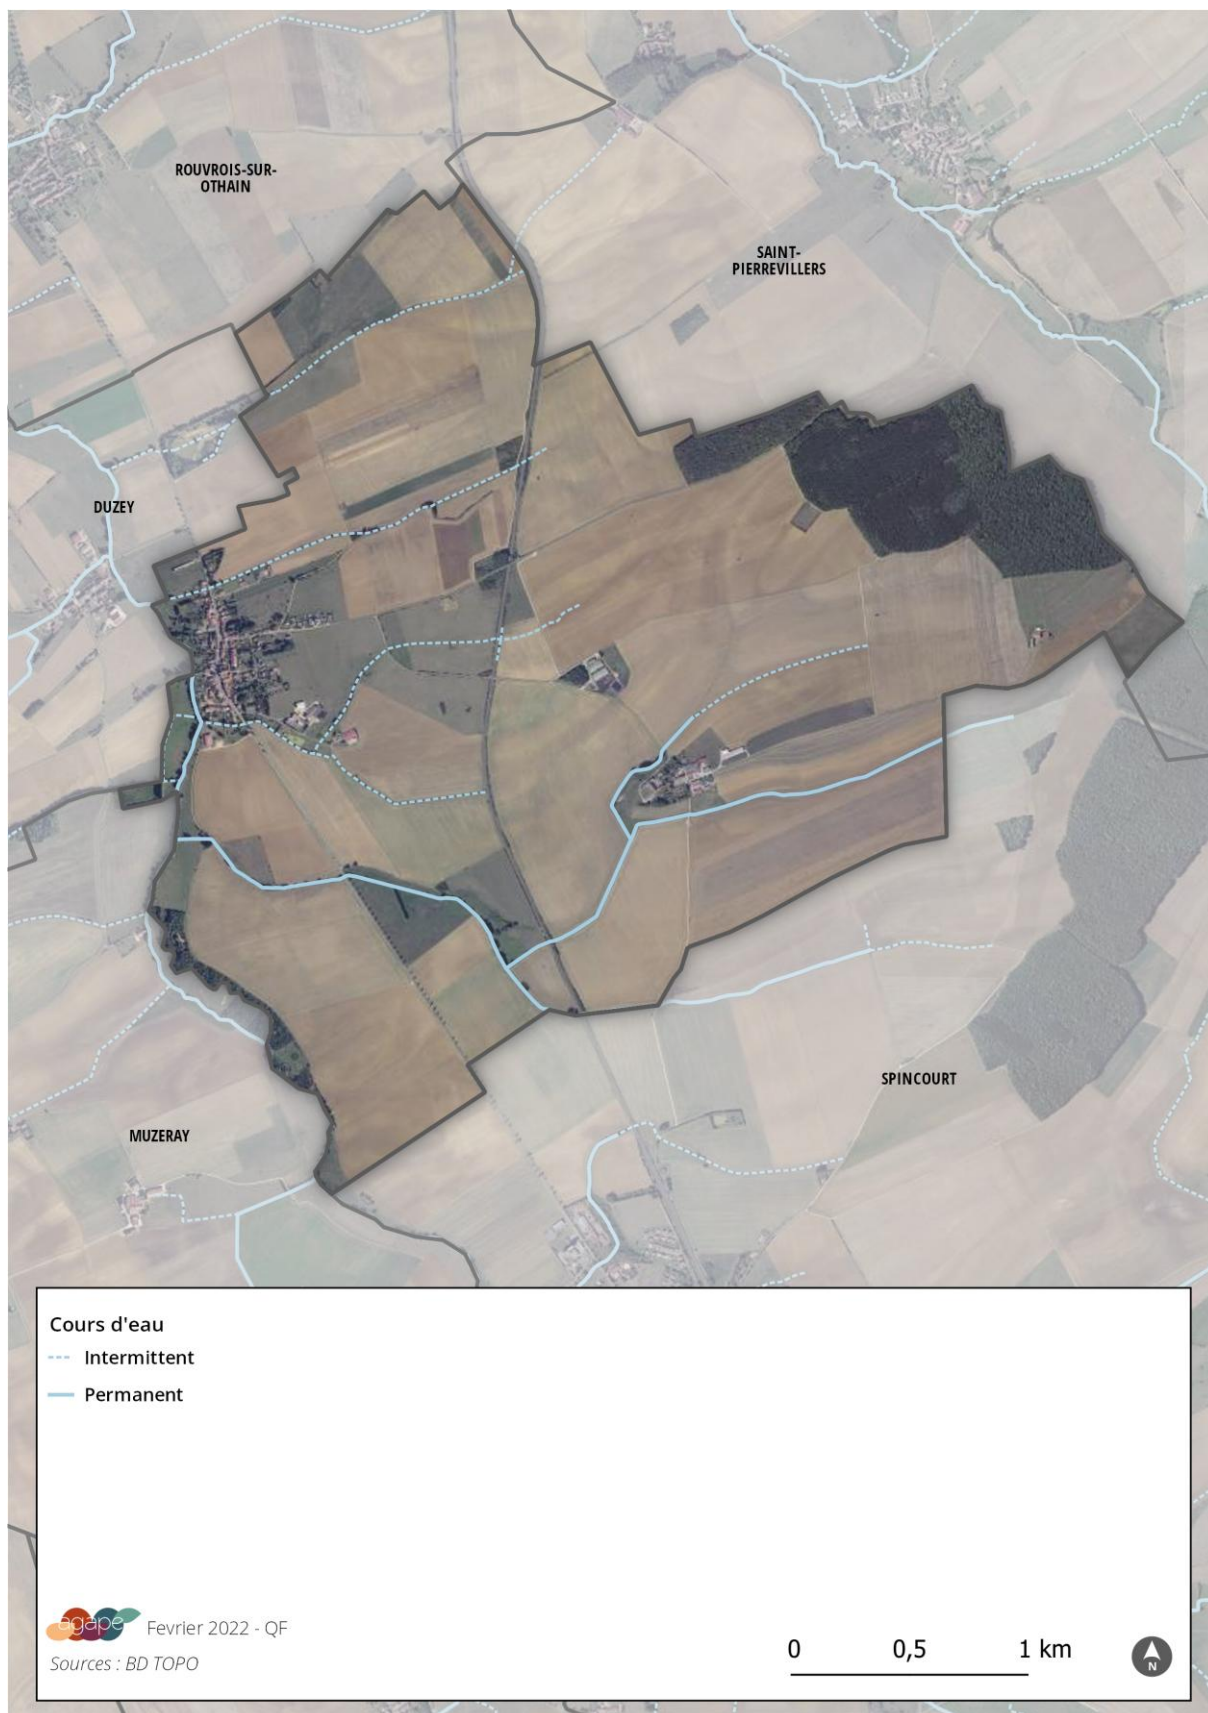 ROUVROIS-SUR-
OTHAIN
SAINT-
PIERREVILLERS
DUZEY
SPINCOURT
MUZERAY
Cours d'eau
Intermittent
Permanent
agape
Fevrier 2022 - QF
Sources : BD TOPO
0 0,5 1 km
N